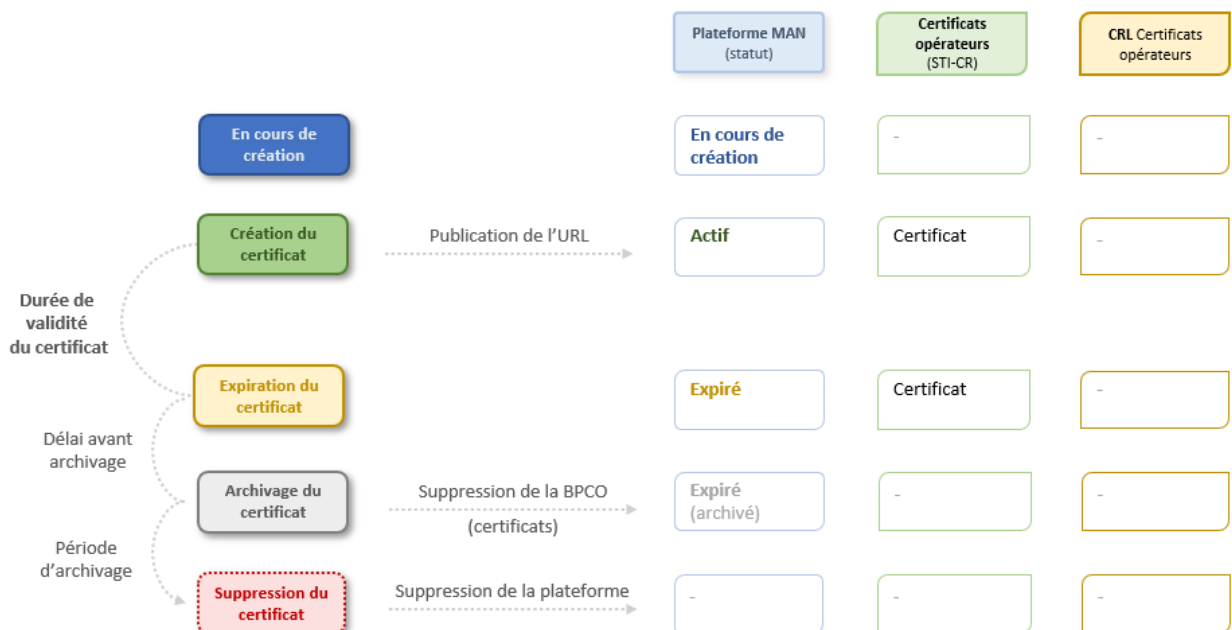 Plateforme MAN
(statut)
Certificats
opérateurs
(STI-CR)
CRL Certificats
opérateurs
En cours de
création
En cours de
création
-
-
Création du
certificat
Publication de l’URL
Actif
Certificat
-
Durée de
validité
du certificat
Expiration du
certificat
Expiré
Certificat
-
Délai avant
archivage
Archivage du
certificat
Suppression de la BPCO
(certificats)
Expiré
(archivé)
-
-
Période
d’archivage
Suppression du
certificat
Suppression de la plateforme
-
-
-